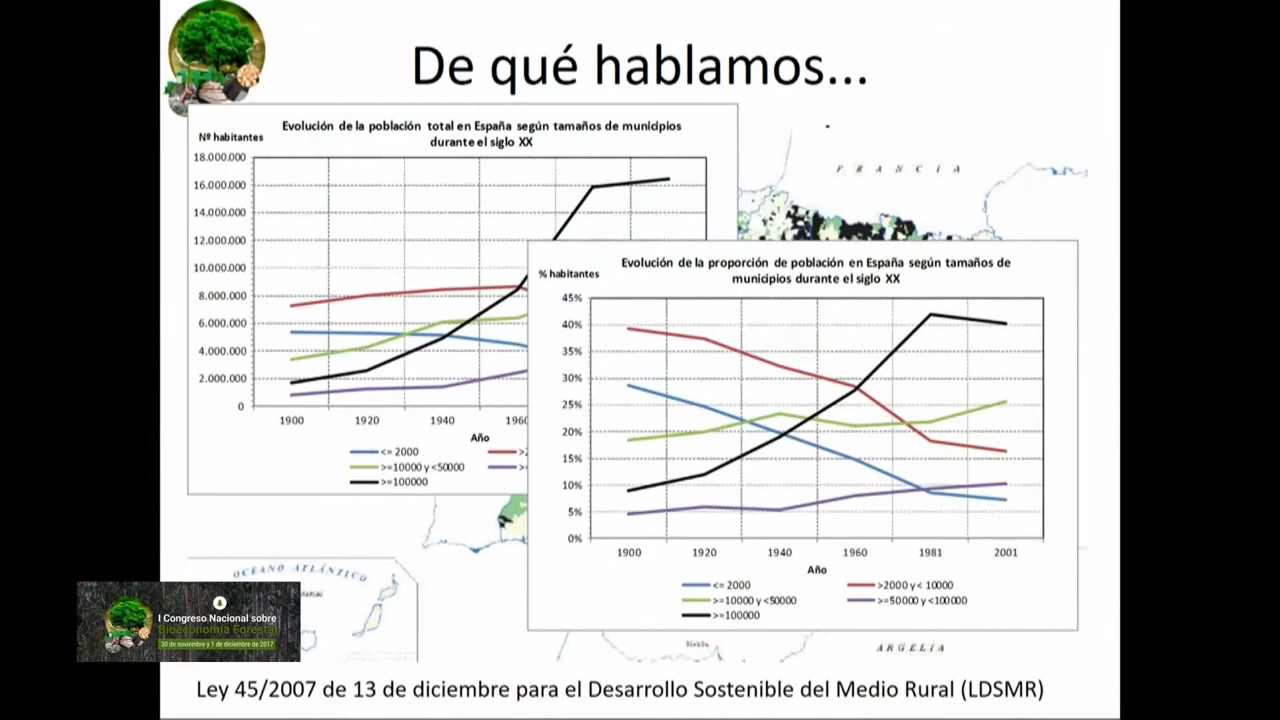 De qué hablamos...
Evolución de la población total en España según tamaños de municipios
durante el siglo XX
Nº habitantes
18.000.000
16.000.000
14.000.000
12.000.000
10.000.000
8.000.000
6.000.000
4.000.000
2.000.000
0
1900 1920 1940 1960
Año
<= 2000
>=10000 y <50000
>=100000
FRANCIA
Evolución de la proporción de población en España según tamaños de
municipios durante el siglo XX
% habitantes
45%
40%
35%
30%
25%
20%
15%
10%
5%
0%
1900 1920 1940 1960 1981 2001
Año
<= 2000 >2000 y < 10000
>=10000 y <50000 >=50000 y <100000
>=100000
OCEANO ATLÁNTICO
ARGELIA
I Congreso Nacional sobre
Bioeconomía Forestal
30 de noviembre y 1 de diciembre de 2017
Ley 45/2007 de 13 de diciembre para el Desarrollo Sostenible del Medio Rural (LDSMR)